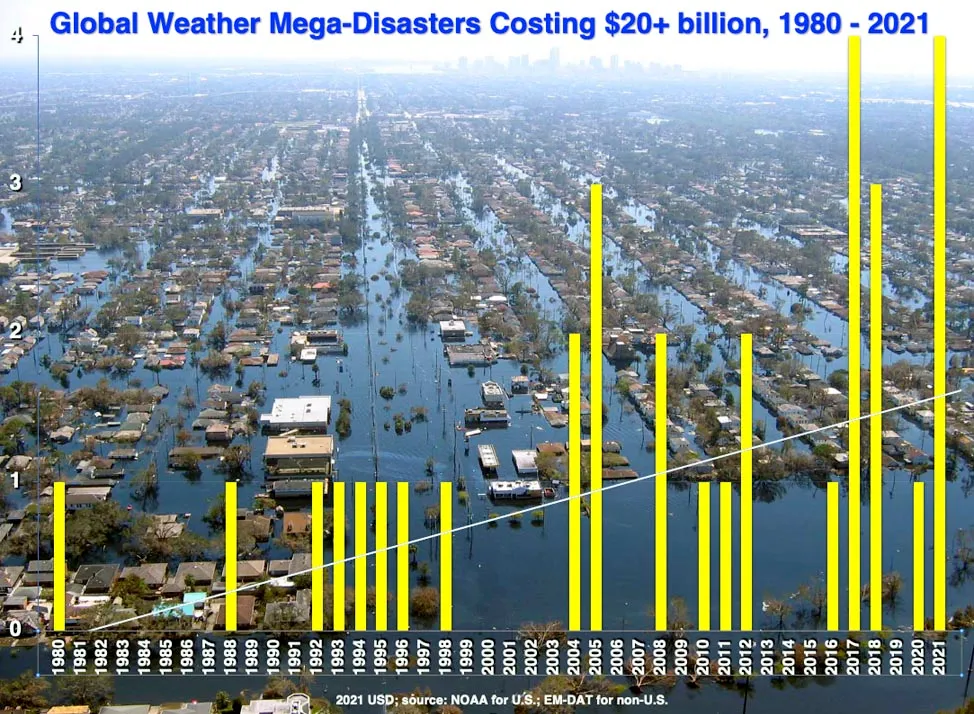 Global Weather Mega-Disasters Costing $20+ billion, 1980 - 2021
4
3
2
1
0
1980 1981 1982 1983 1984 1985 1986 1987 1988 1989 1990 1991 1992 1993 1994 1995 1996 1997 1998 1999 2000 2001 2002 2003 2004 2005 2006 2007 2008 2009 2010 2011 2012 2013 2014 2015 2016 2017 2018 2019 2020 2021
2021 USD; source: NOAA for U.S.; EM-DAT for non-U.S.